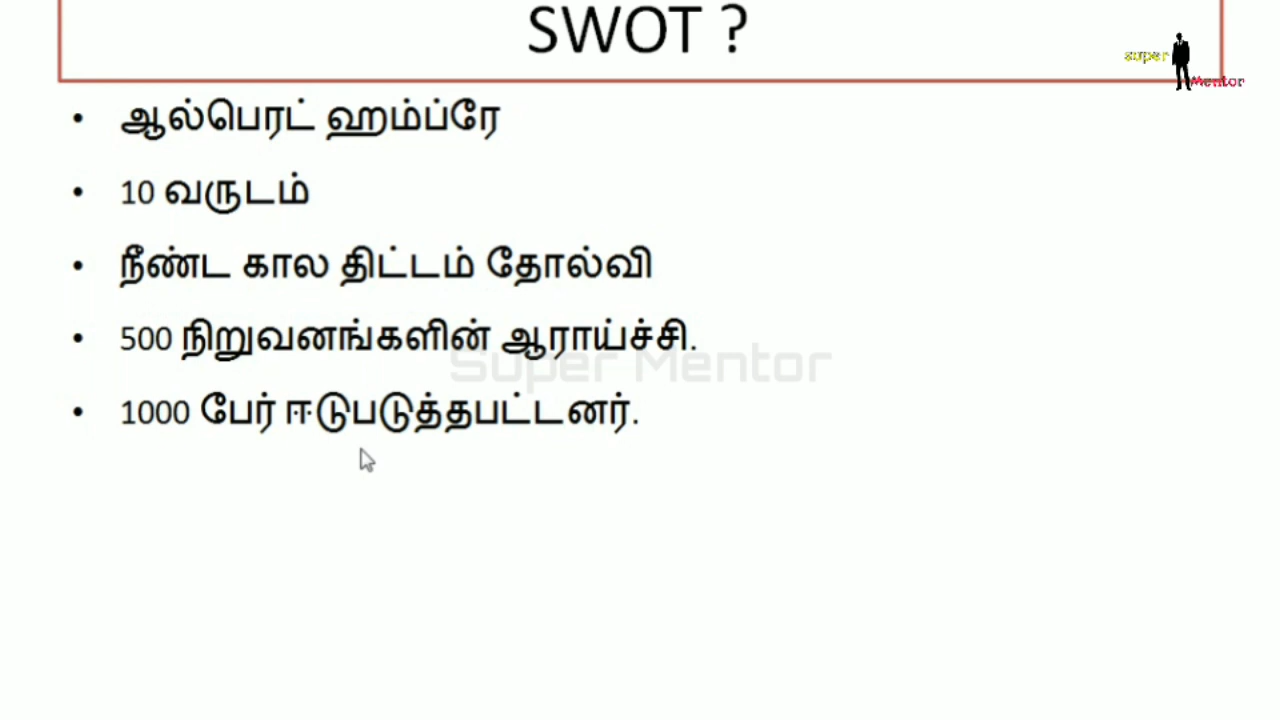 SWOT ?
super
Mentor
• ஆல்பெரட் ஹம்ப்ரே
• 10 வருடம்
• நீண்ட கால திட்டம் தோல்வி
• 500 நிறுவனங்களின் ஆராய்ச்சி.
Super Mentor
• 1000 பேர் ஈடுபடுத்தபட்டனர்.